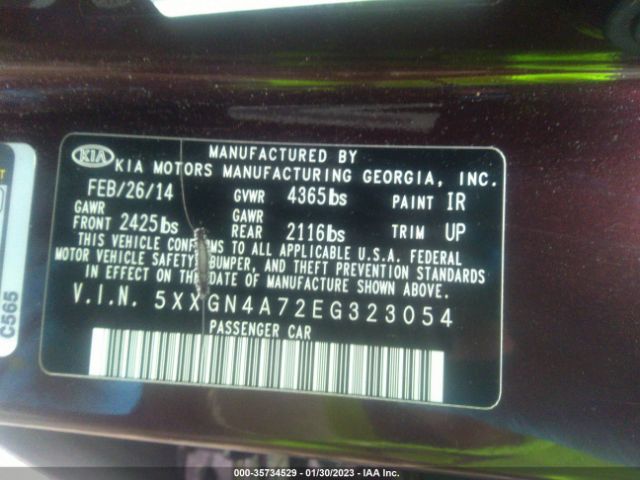 KIA
MANUFACTURED BY
KIA MOTORS MANUFACTURING GEORGIA, INC.
FEB/26/14 GVWR 4365lbs PAINT IR
GAWR FRONT 2425lbs GAWR REAR 2116lbs TRIM UP
THIS VEHICLE CONFORMS TO ALL APPLICABLE U.S.A. FEDERAL
MOTOR VEHICLE SAFETY, BUMPER, AND THEFT PREVENTION STANDARDS
IN EFFECT ON THE DATE OF MANUFACTURE SHOWN ABOVE.
V.I.N. 5XXGN4A72EG323054
PASSENGER CAR
C565
000-35734529 - 01/30/2023 - IAA Inc.